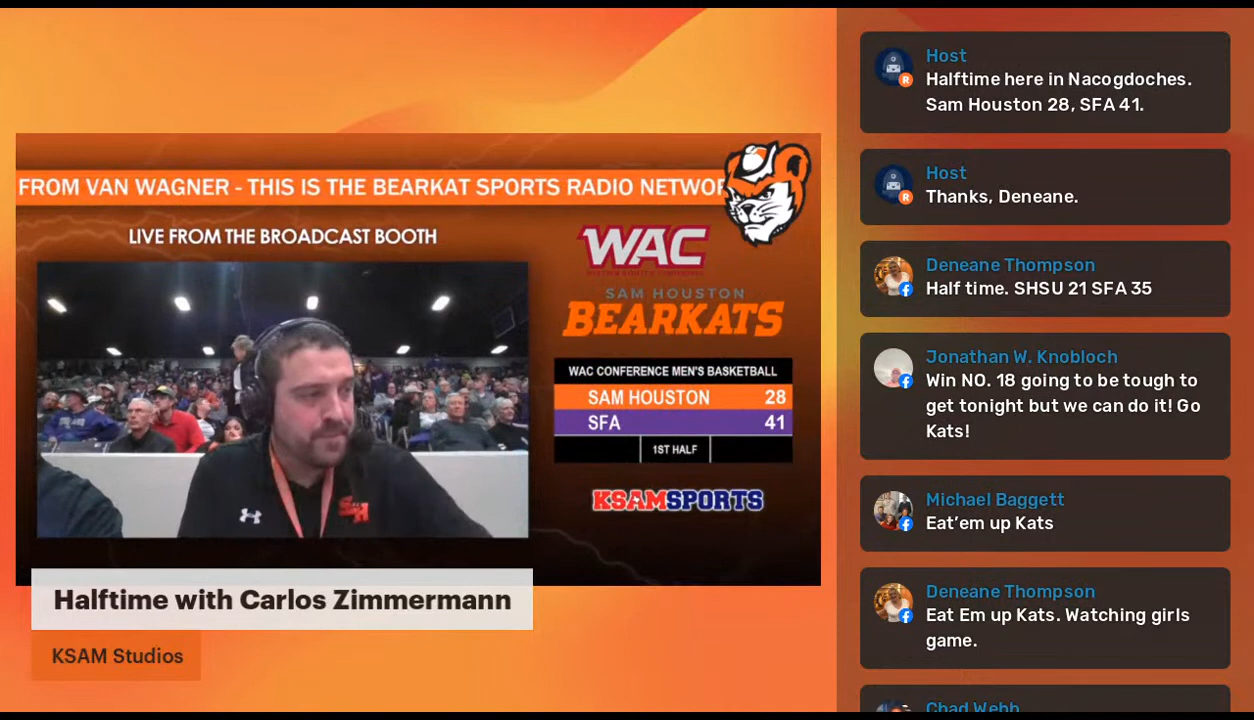 FROM VAN WAGNER - THIS IS THE BEARKAT SPORTS RADIO NETWOR
LIVE FROM THE BROADCAST BOOTH
WAC
SAM HOUSTON
BEARKATS
WAC CONFERENCE MEN'S BASKETBALL
SAM HOUSTON 28
SFA 41
1ST HALF
KSAMSPORTS
SH
Halftime with Carlos Zimmermann
KSAM Studios
Host
Halftime here in Nacogdoches.
Sam Houston 28, SFA 41.
Host
Thanks, Deneane.
Deneane Thompson
Half time. SHSU 21 SFA 35
Jonathan W. Knobloch
Win NO. 18 going to be tough to
get tonight but we can do it! Go
Kats!
Michael Baggett
Eat’em up Kats
Deneane Thompson
Eat Em up Kats. Watching girls
game.
Chad Webb